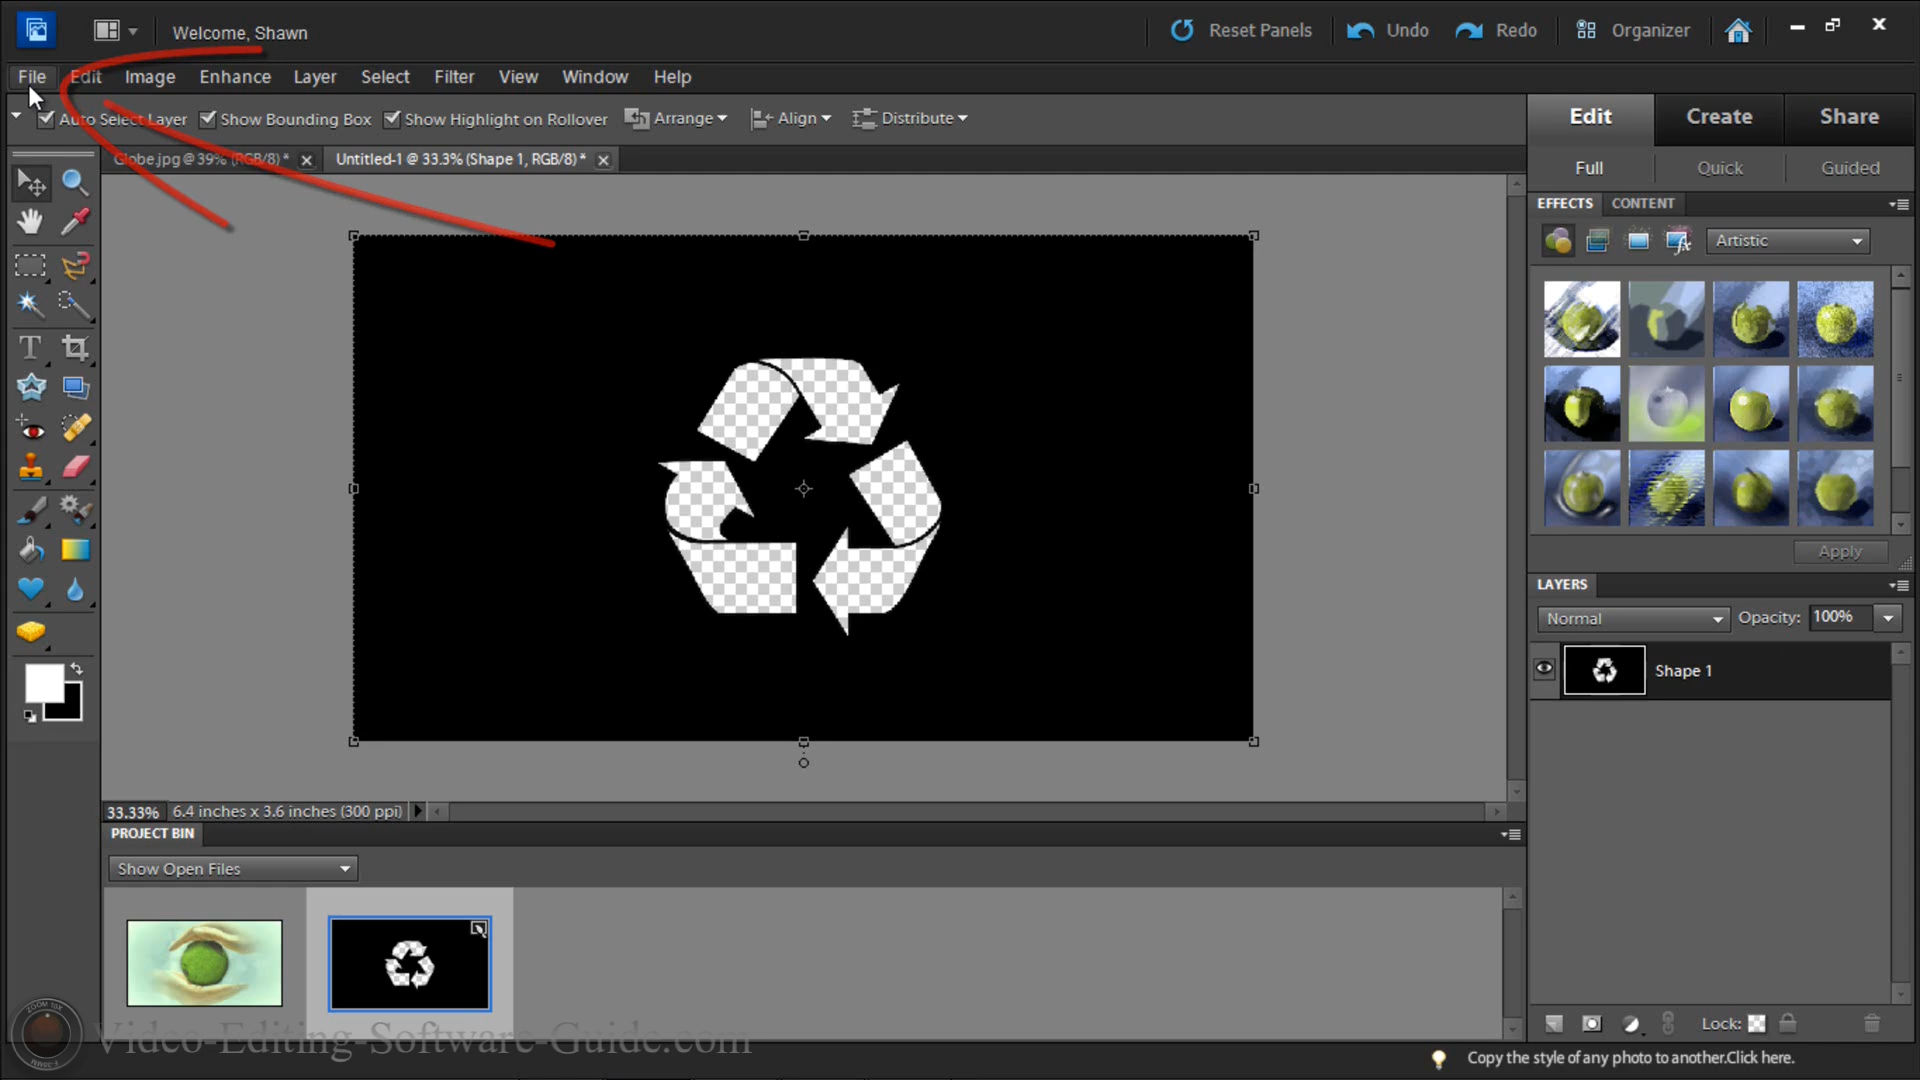 Welcome, Shawn
Reset Panels
Undo
Redo
Organizer
File
Edit
Image
Enhance
Layer
Select
Filter
View
Window
Help
Auto Select Layer
Show Bounding Box
Show Highlight on Rollover
Arrange
Align
Distribute
Edit
Create
Share
Globe.jpg @ 39% (RGB/8) *
Untitled-1 @ 33.3% (Shape 1, RGB/8) *
Full
Quick
Guided
EFFECTS
CONTENT
Artistic
Apply
LAYERS
Normal
Opacity: 100%
Shape 1
33.33%
6.4 inches x 3.6 inches (300 ppi)
PROJECT BIN
Show Open Files
Lock:
Video-Editing-Software-Guide.com
Copy the style of any photo to another.Click here.